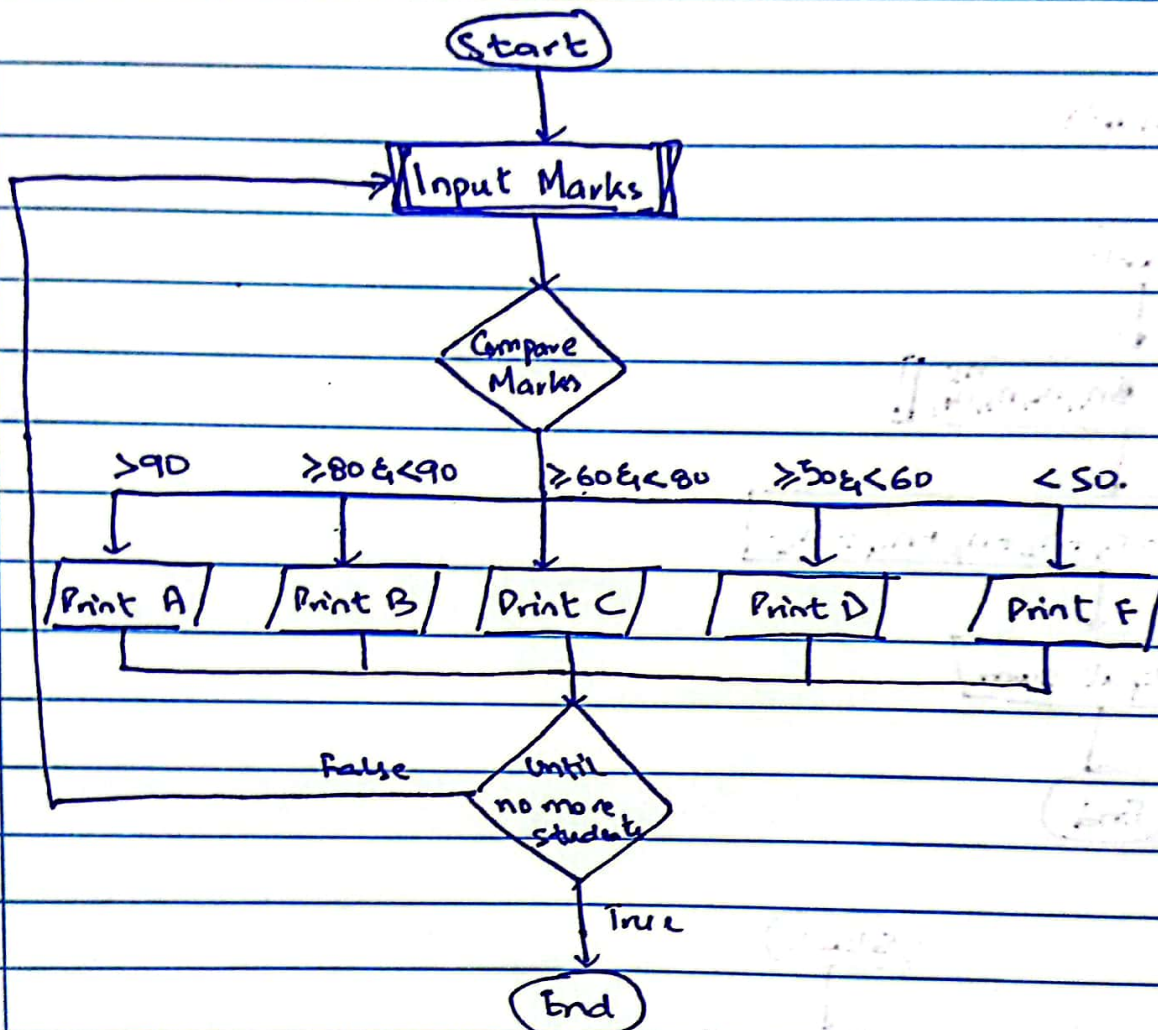 Start
Input Marks
Compare
Marks
>90
≥80 & <90
≥60 & <80
≥50 & <60
<50.
Print A
Print B
Print C
Print D
Print F
False
Until
no more
students
True
End